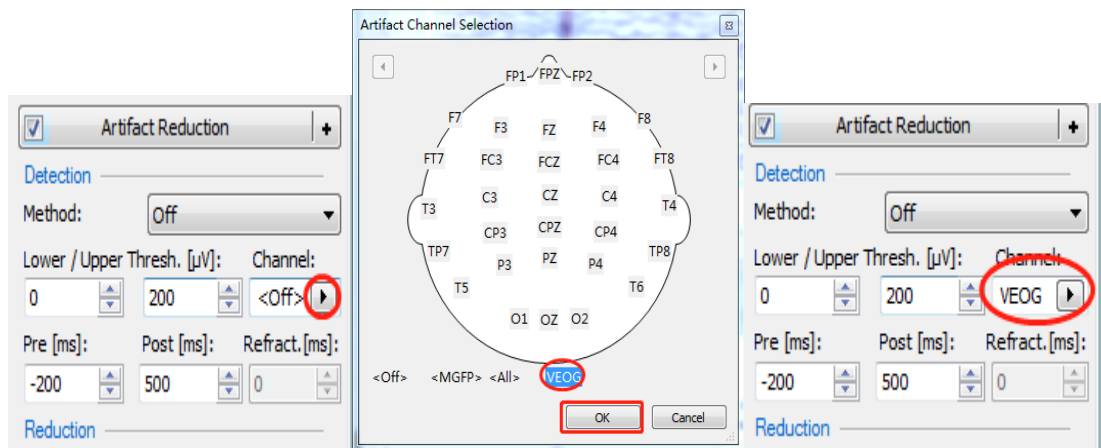 Artifact Reduction +
Detection
Method: Off
Lower / Upper Thresh. [µV]: Channel:
0 200 <Off>
Pre [ms]: Post [ms]: Refract.[ms]:
-200 500 0
Reduction
Artifact Channel Selection
FP1 FPZ FP2
F7 F3 FZ F4 F8
FT7 FC3 FCZ FC4 FT8
T3 C3 CZ C4 T4
TP7 CP3 CPZ CP4 TP8
P3 PZ P4
T5 T6
O1 OZ O2
<Off> <MGFP> <All> VEOG
OK Cancel
Artifact Reduction +
Detection
Method: Off
Lower / Upper Thresh. [µV]: Channel:
0 200 VEOG
Pre [ms]: Post [ms]: Refract.[ms]:
-200 500 0
Reduction